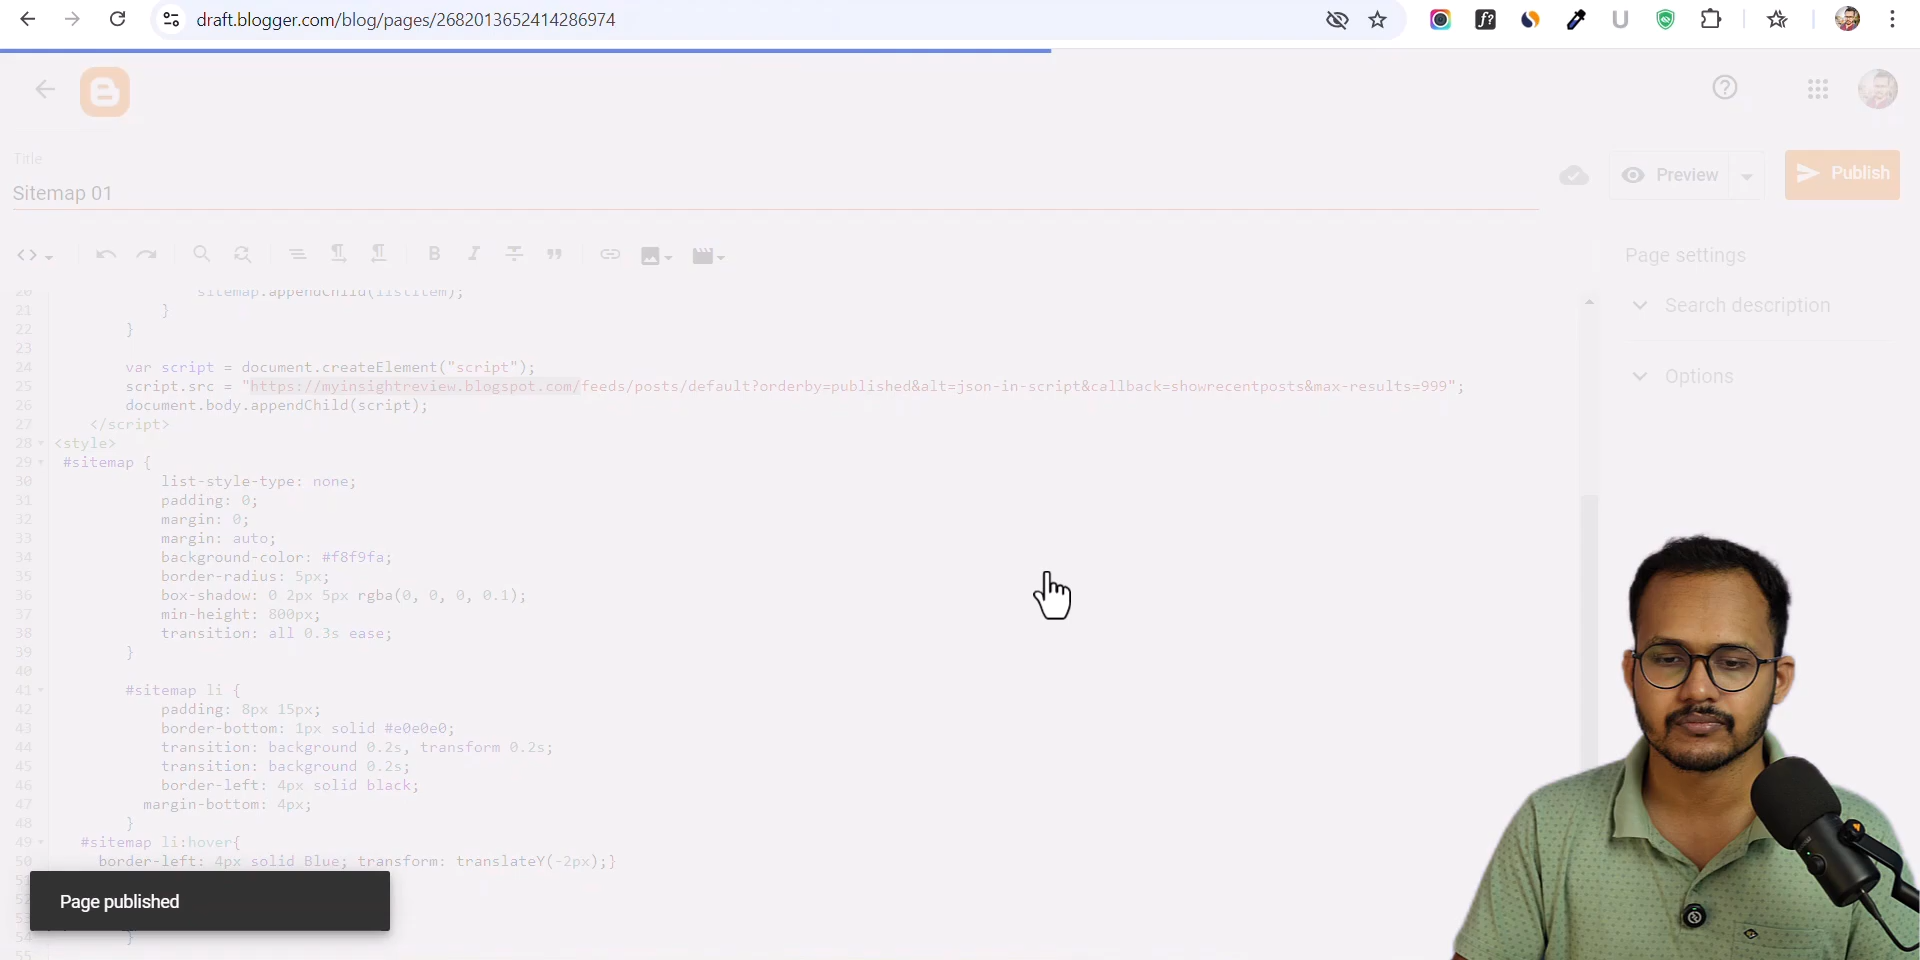 draft.blogger.com/blog/pages/2682013652414286974
Title
Sitemap 01
Preview
Publish
Page settings
Search description
Options
20 sitemap.appendChild(listItem);
21 }
22 }
23
24 var script = document.createElement("script");
25 script.src = "https://myinsightreview.blogspot.com/feeds/posts/default?orderby=published&alt=json-in-script&callback=showrecentposts&max-results=999";
26 document.body.appendChild(script);
27 </script>
28 <style>
29 #sitemap {
30 list-style-type: none;
31 padding: 0;
32 margin: 0;
33 margin: auto;
34 background-color: #f8f9fa;
35 border-radius: 5px;
36 box-shadow: 0 2px 5px rgba(0, 0, 0, 0.1);
37 min-height: 800px;
38 transition: all 0.3s ease;
39 }
40
41 #sitemap li {
42 padding: 8px 15px;
43 border-bottom: 1px solid #e0e0e0;
44 transition: background 0.2s, transform 0.2s;
45 transition: background 0.2s;
46 border-left: 4px solid black;
47 margin-bottom: 4px;
48 }
49 #sitemap li:hover{
50 border-left: 4px solid Blue; transform: translateY(-2px);}
Page published
54 }
55